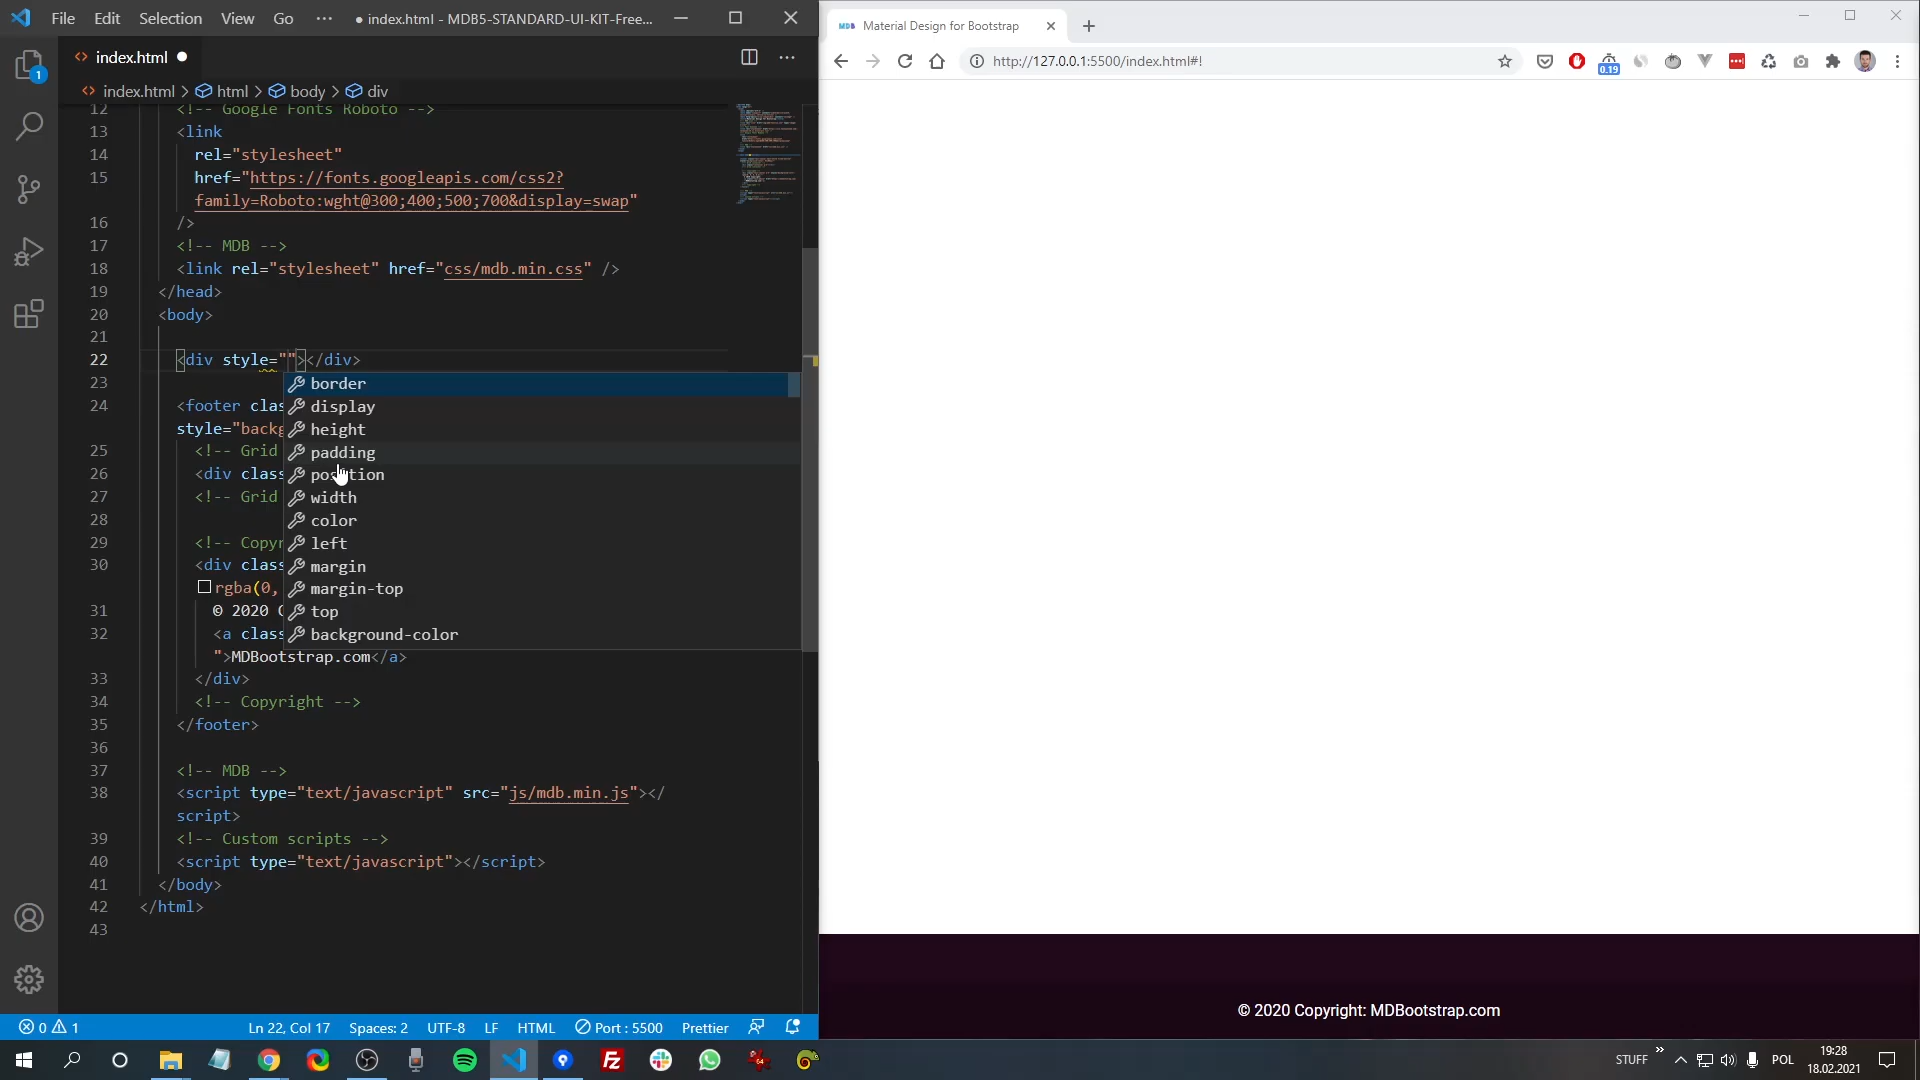 File Edit Selection View Go ··· ● index.html - MDB5-STANDARD-UI-KIT-Free...
index.html
index.html > html > body > div
12 <!-- Google Fonts Roboto -->
13 <link
14 rel="stylesheet"
15 href="https://fonts.googleapis.com/css2?
family=Roboto:wght@300;400;500;700&display=swap"
16 />
17 <!-- MDB -->
18 <link rel="stylesheet" href="css/mdb.min.css" />
19 </head>
20 <body>
21
22 <div style=""></div>
23
24 <footer clas
style="backg
25 <!-- Grid
26 <div class
27 <!-- Grid
28
29 <!-- Copyr
30 <div class
rgba(0,
31 © 2020 C
32 <a class
">MDBootstrap.com</a>
33 </div>
34 <!-- Copyright -->
35 </footer>
36
37 <!-- MDB -->
38 <script type="text/javascript" src="js/mdb.min.js"></
script>
39 <!-- Custom scripts -->
40 <script type="text/javascript"></script>
41 </body>
42 </html>
43
border
display
height
padding
position
width
color
left
margin
margin-top
top
background-color
1
0 1 Ln 22, Col 17 Spaces: 2 UTF-8 LF HTML Port : 5500 Prettier
MDB Material Design for Bootstrap
http://127.0.0.1:5500/index.html#!
0.19
© 2020 Copyright: MDBootstrap.com
64
STUFF » POL 19:28
18.02.2021